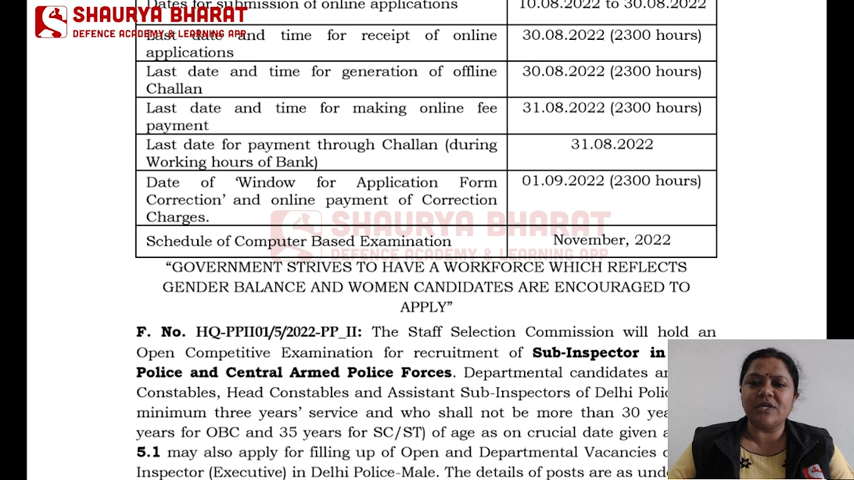 SHAURYA BHARAT
DEFENCE ACADEMY & LEARNING APP
Dates for submission of online applications
10.08.2022 to 30.08.2022
Last date and time for receipt of online
applications
30.08.2022 (2300 hours)
Last date and time for generation of offline
Challan
30.08.2022 (2300 hours)
Last date and time for making online fee
payment
31.08.2022 (2300 hours)
Last date for payment through Challan (during
Working hours of Bank)
31.08.2022
Date of ‘Window for Application Form
Correction’ and online payment of Correction
Charges.
01.09.2022 (2300 hours)
Schedule of Computer Based Examination
November, 2022
SHAURYA BHARAT
DEFENCE ACADEMY & LEARNING APP
“GOVERNMENT STRIVES TO HAVE A WORKFORCE WHICH REFLECTS
GENDER BALANCE AND WOMEN CANDIDATES ARE ENCOURAGED TO
APPLY”
F. No. HQ-PPII01/5/2022-PP_II: The Staff Selection Commission will hold an
Open Competitive Examination for recruitment of Sub-Inspector in
Police and Central Armed Police Forces. Departmental candidates
Constables, Head Constables and Assistant Sub-Inspectors of Delhi
minimum three years’ service and who shall not be more than 30
years for OBC and 35 years for SC/ST) of age as on crucial date given
5.1 may also apply for filling up of Open and Departmental Vacancies
Inspector (Executive) in Delhi Police-Male. The details of posts are as